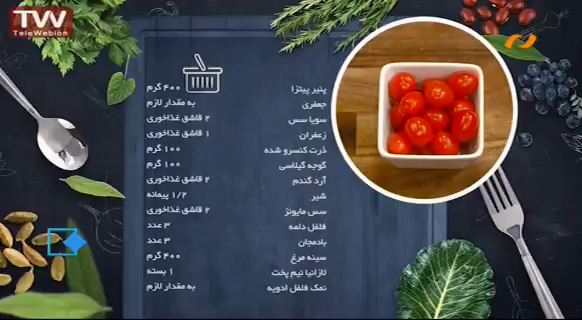 TW
TeleWebion
پنیر پیتزا ۴۰۰ گرم
جعفری به مقدار لازم
سویا سس ۲ قاشق غذاخوری
زعفران ۱ قاشق غذاخوری
ذرت کنسرو شده ۱۰۰ گرم
گوجه گیلاسی ۱۰۰ گرم
آرد گندم ۲ قاشق غذاخوری
شیر ۱/۲ پیمانه
سس مایونز ۲ قاشق غذاخوری
فلفل دلمه ۳ عدد
بادمجان ۳ عدد
سینه مرغ ۴۰۰ گرم
لازانیا نیم پخت ۱ بسته
نمک فلفل ادویه به مقدار لازم